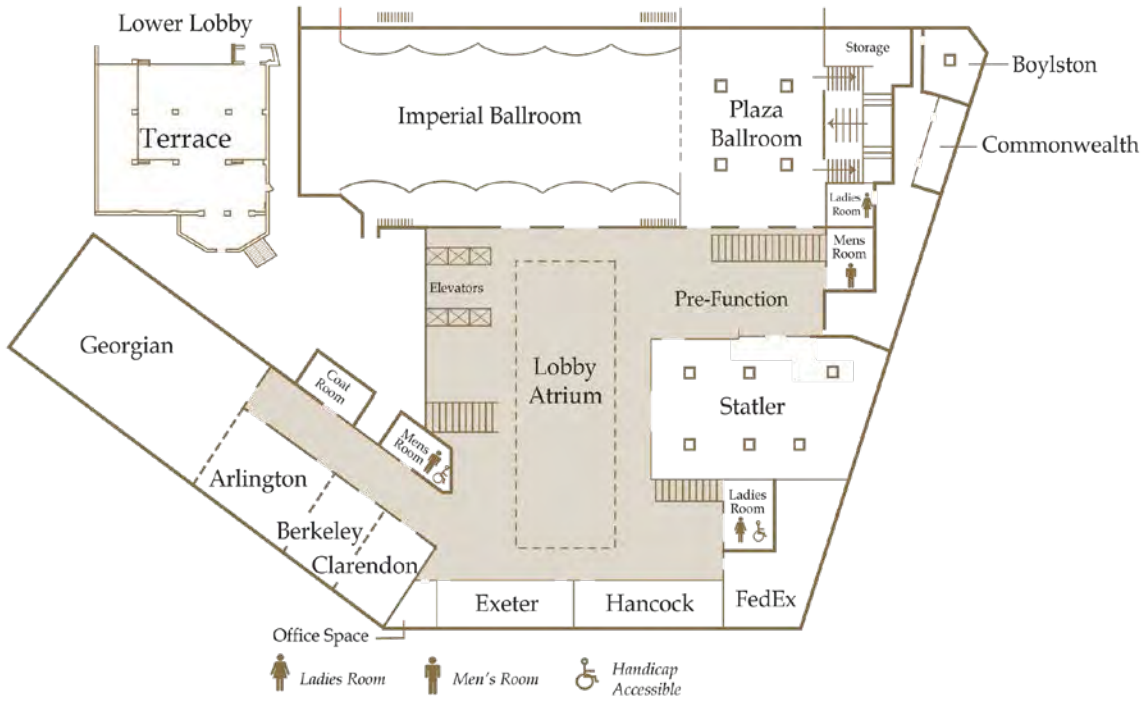 Lower Lobby
Terrace
Imperial Ballroom
Plaza
Ballroom
Storage
Boylston
Commonwealth
Ladies
Room
Mens
Room
Elevators
Pre-Function
Georgian
Coat
Room
Lobby
Atrium
Statler
Mens
Room
Arlington
Ladies
Room
Berkeley
Clarendon
Exeter
Hancock
FedEx
Office Space
Ladies Room
Men's Room
Handicap
Accessible